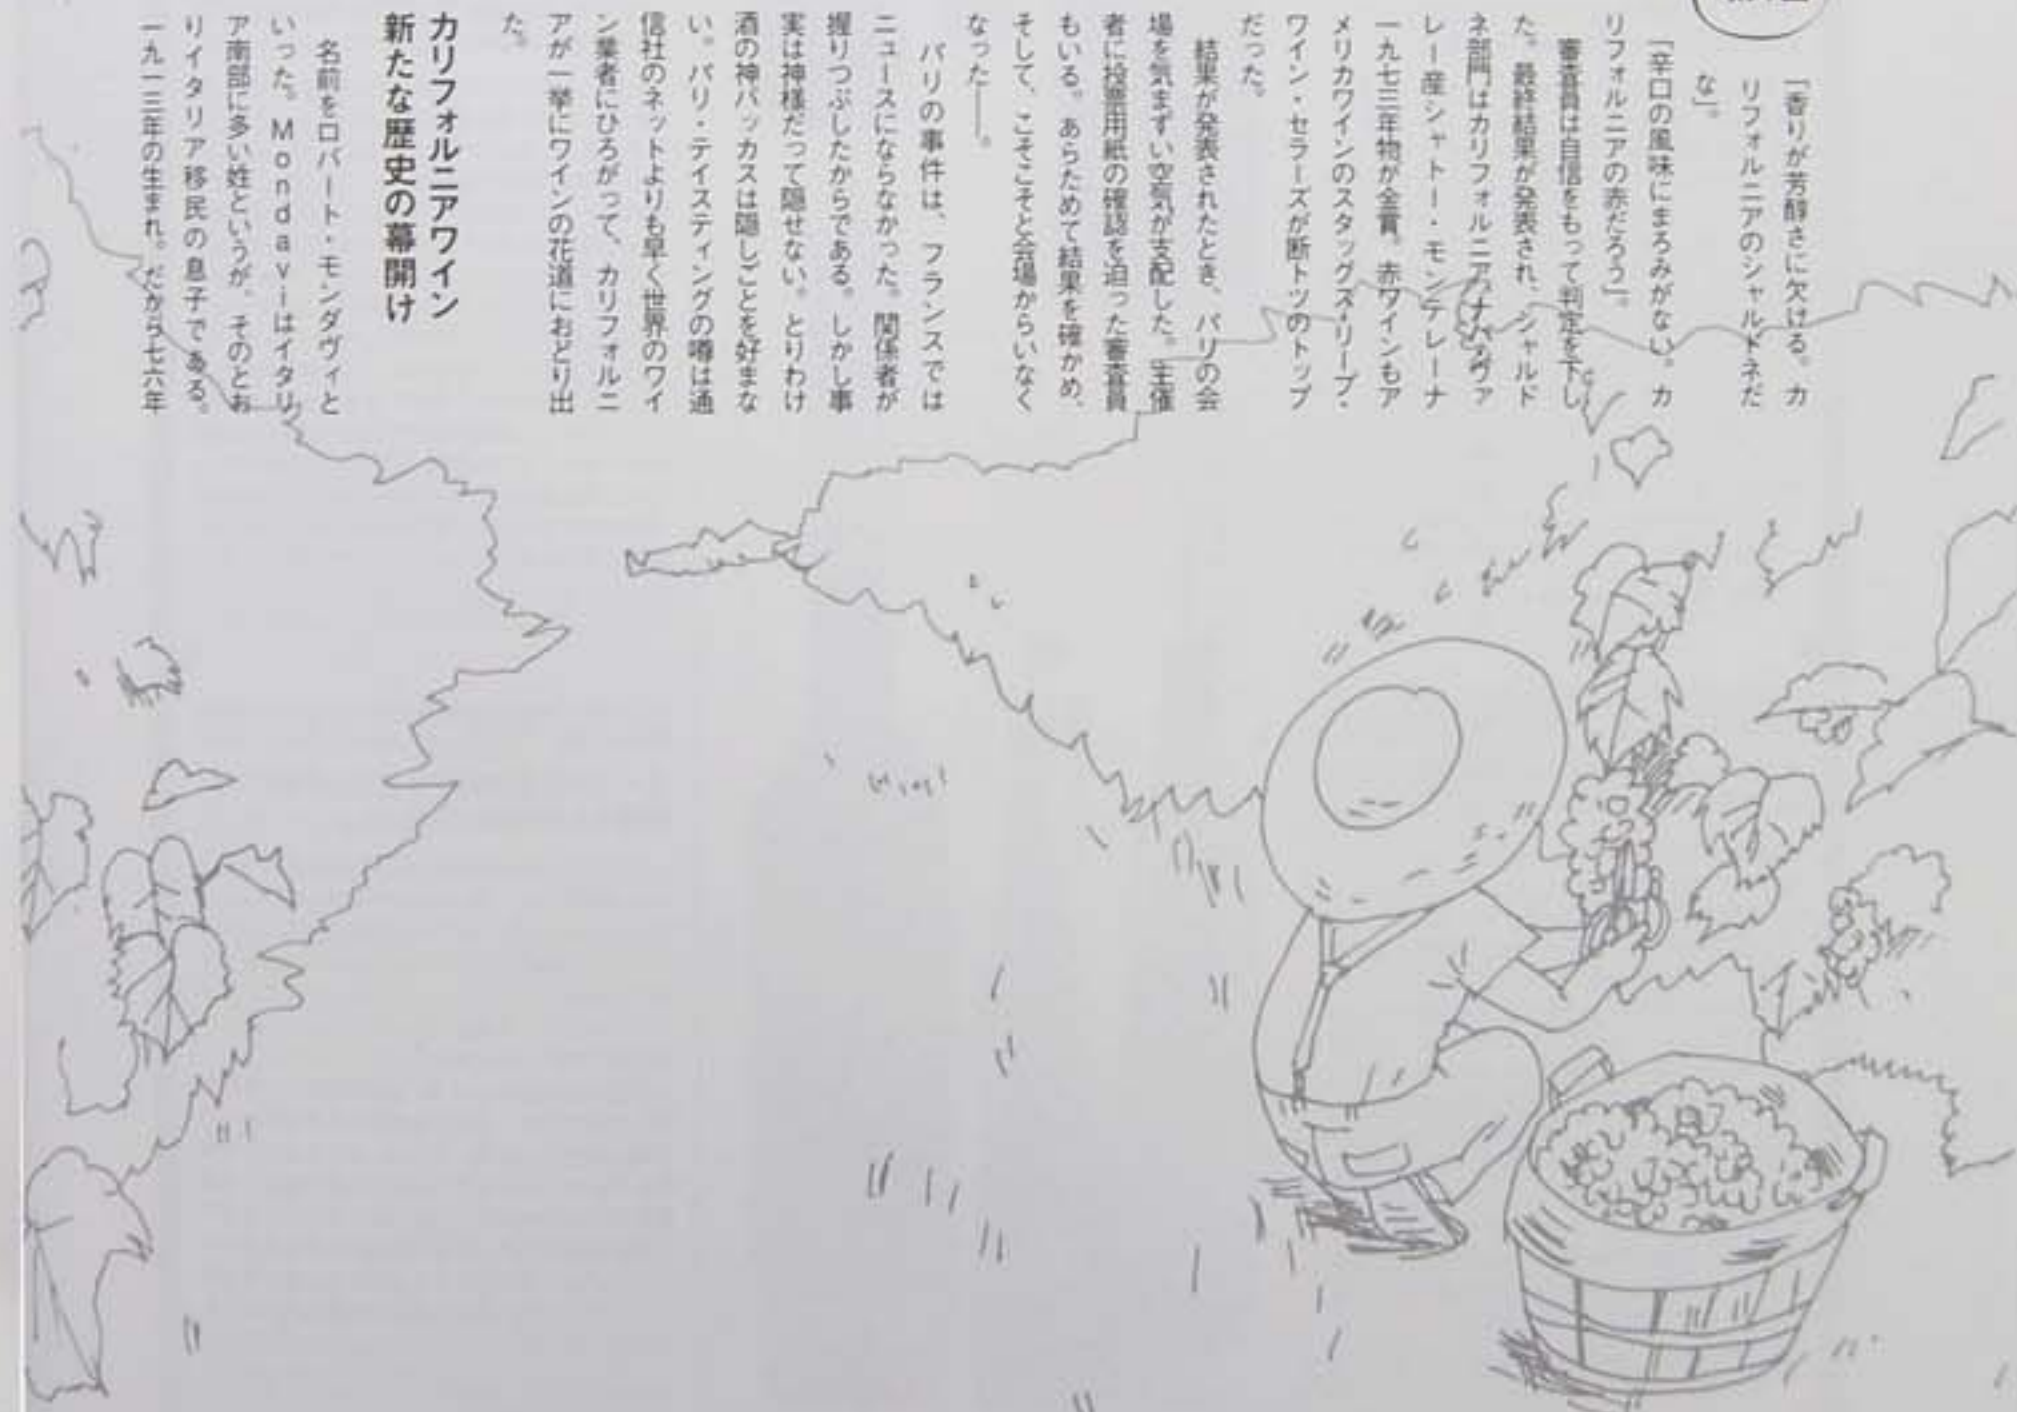 「香りが芳醇さに欠ける。カ
リフォルニアのシャルドネだ
な」。
「辛口の風味にまろみがない。カ
リフォルニアの赤だろう」。
審査員は自信をもって判定を下し
た。最終結果が発表され、シャルド
ネ部門はカリフォルニア、ナパ・ヴァ
レー産シャトー・モンテレーナ
一九七三年物が金賞。赤ワインもア
メリカワインのスタッグズ・リープ・
ワイン・セラーズが断トツのトップ
だった。
結果が発表されたとき、パリの会
場を気まずい空気が支配した。主催
者に投票用紙の確認を迫った審査員
もいる。あらためて結果を確かめ、
そして、こそこそと会場からいなく
なった――。
パリの事件は、フランスでは
ニュースにならなかった。関係者が
握りつぶしたからである。しかし事
実は神様だって隠せない。とりわけ
酒の神バッカスは隠しごとを好まな
い。パリ・テイスティングの噂は通
信社のネットよりも早く世界のワイ
ン業者にひろがって、カリフォルニ
アが一挙にワインの花道におどり出
た。
カリフォルニアワイン
新たな歴史の幕開け
名前をロバート・モンダヴィと
いった。Mondaviはイタリ
ア南部に多い姓というが、そのとお
りイタリア移民の息子である。
一九一三年の生まれ。だから七六年